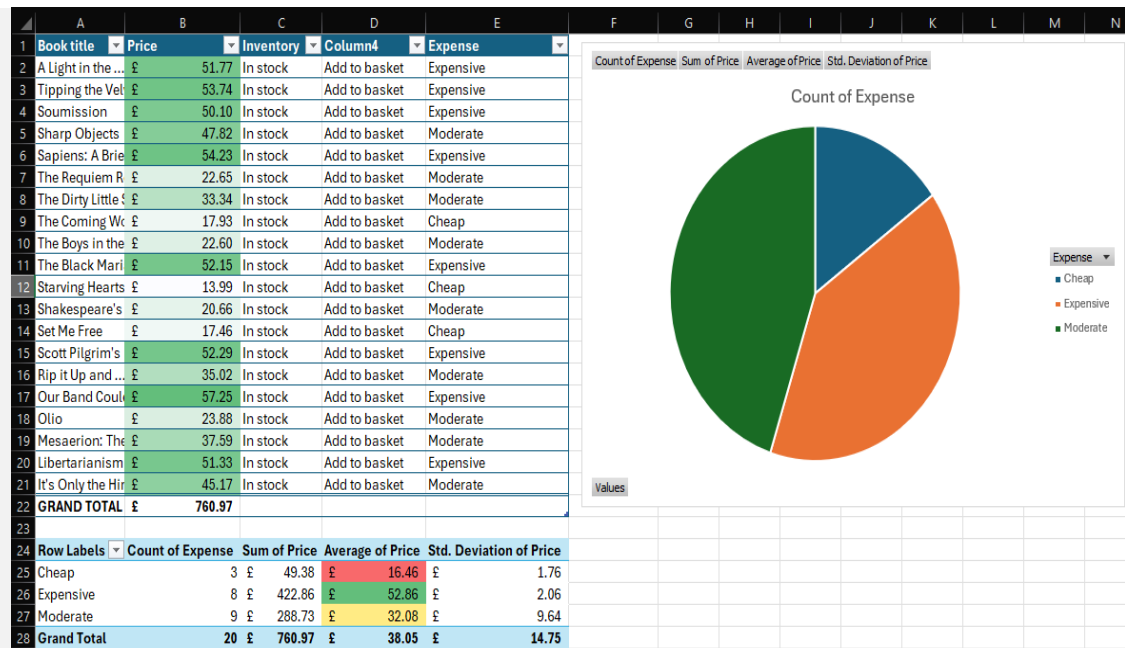 A B C D E F G H I J K L M N
1 Book title Price Inventory Column4 Expense
2 A Light in the ... £ 51.77 In stock Add to basket Expensive
3 Tipping the Vel £ 53.74 In stock Add to basket Expensive
4 Soumission £ 50.10 In stock Add to basket Expensive
5 Sharp Objects £ 47.82 In stock Add to basket Moderate
6 Sapiens: A Brie £ 54.23 In stock Add to basket Expensive
7 The Requiem R £ 22.65 In stock Add to basket Moderate
8 The Dirty Little S £ 33.34 In stock Add to basket Moderate
9 The Coming Wo £ 17.93 In stock Add to basket Cheap
10 The Boys in the £ 22.60 In stock Add to basket Moderate
11 The Black Mari £ 52.15 In stock Add to basket Expensive
12 Starving Hearts £ 13.99 In stock Add to basket Cheap
13 Shakespeare's £ 20.66 In stock Add to basket Moderate
14 Set Me Free £ 17.46 In stock Add to basket Cheap
15 Scott Pilgrim's £ 52.29 In stock Add to basket Expensive
16 Rip it Up and ... £ 35.02 In stock Add to basket Moderate
17 Our Band Coul £ 57.25 In stock Add to basket Expensive
18 Olio £ 23.88 In stock Add to basket Moderate
19 Mesaerion: The £ 37.59 In stock Add to basket Moderate
20 Libertarianism £ 51.33 In stock Add to basket Expensive
21 It's Only the Hir £ 45.17 In stock Add to basket Moderate
22 GRAND TOTAL £ 760.97
23
24 Row Labels Count of Expense Sum of Price Average of Price Std. Deviation of Price
25 Cheap 3 £ 49.38 £ 16.46 £ 1.76
26 Expensive 8 £ 422.86 £ 52.86 £ 2.06
27 Moderate 9 £ 288.73 £ 32.08 £ 9.64
28 Grand Total 20 £ 760.97 £ 38.05 £ 14.75
Count of Expense Sum of Price Average of Price Std. Deviation of Price
Count of Expense
Expense
Cheap
Expensive
Moderate
Values